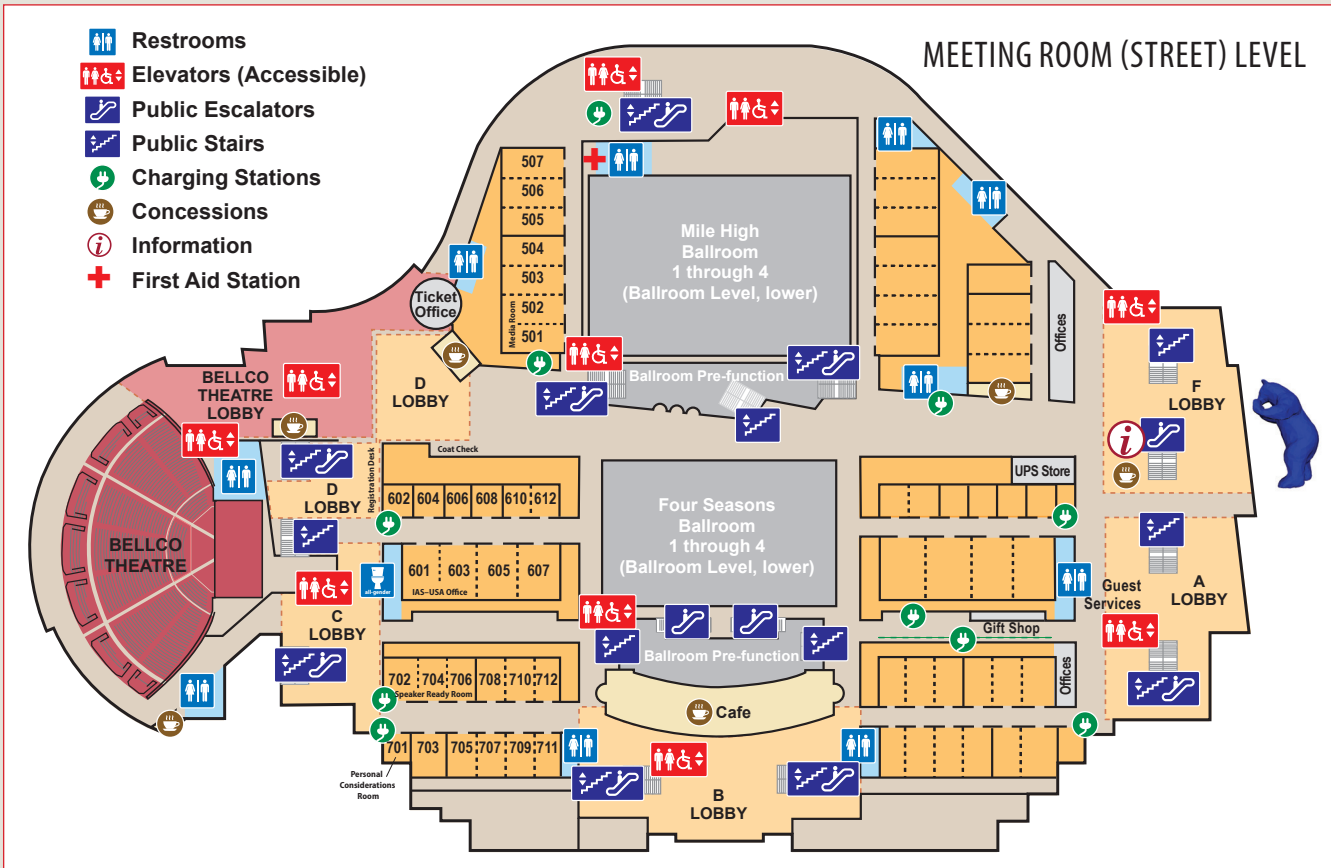 MEETING ROOM (STREET) LEVEL
Restrooms
Elevators (Accessible)
Public Escalators
Public Stairs
Charging Stations
Concessions
Information
First Aid Station
507
506
505
504
503
502
501
Media Room
Mile High
Ballroom
1 through 4
(Ballroom Level, lower)
Ballroom Pre-function
Ticket
Office
Offices
BELLCO
THEATRE
LOBBY
D
LOBBY
F
LOBBY
i
Coat Check
Registration Desk
D
LOBBY
602
604
606
608
610
612
UPS Store
Four Seasons
Ballroom
1 through 4
(Ballroom Level, lower)
BELLCO
THEATRE
all-gender
601
603
605
607
IAS–USA Office
Guest
Services
A
LOBBY
C
LOBBY
Gift Shop
Ballroom Pre-function
702
704
706
708
710
712
Speaker Ready Room
Offices
Cafe
701
703
705
707
709
711
Personal
Considerations
Room
B
LOBBY